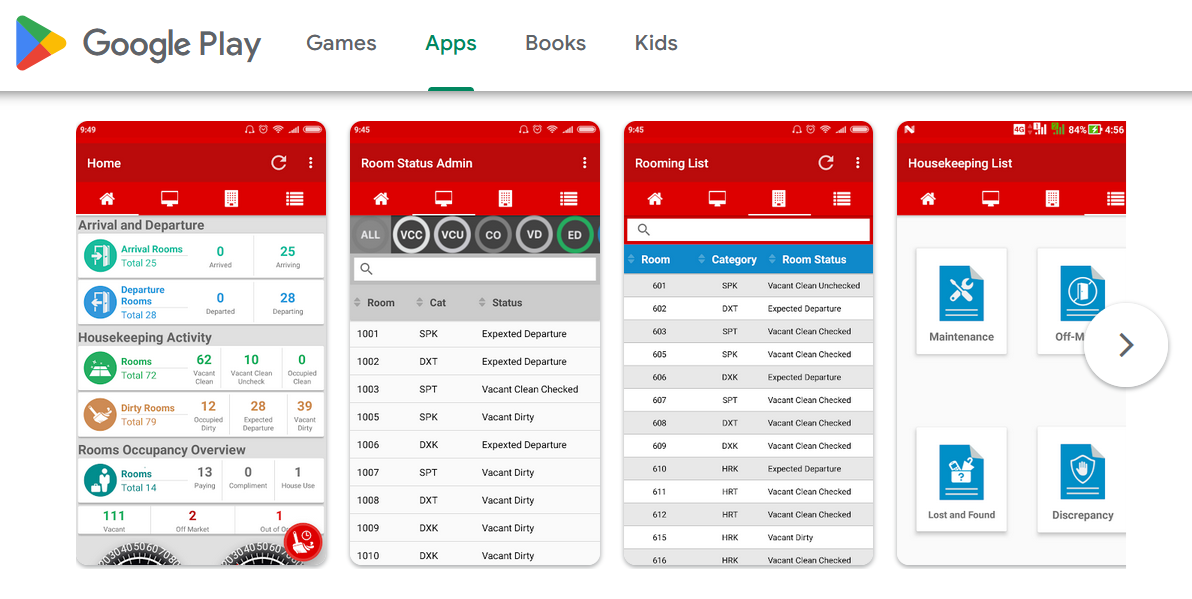 Google Play
Games
Apps
Books
Kids
9:49
Home
Arrival and Departure
Arrival Rooms
Total 25
0
Arrived
25
Arriving
Departure
Rooms
Total 28
0
Departed
28
Departing
Housekeeping Activity
Rooms
Total 72
62
Vacant
Clean
10
Vacant Clean
Uncheck
0
Occupied
Clean
Dirty Rooms
Total 79
12
Occupied
Dirty
28
Expected
Departure
39
Vacant
Dirty
Rooms Occupancy Overview
Rooms
Total 14
13
Paying
0
Compliment
1
House Use
111
Vacant
2
Off Market
1
Out of O
9:45
Room Status Admin
ALL
VCC
VCU
CO
VD
ED
Room Cat Status
1001 SPK Expexted Departure
1002 DXT Expexted Departure
1003 SPT Vacant Clean Checked
1005 SPK Vacant Dirty
1006 DXK Expexted Departure
1007 SPT Vacant Dirty
1008 DXT Vacant Dirty
1009 DXK Vacant Dirty
1010 DXK Vacant Dirty
9:45
Rooming List
Room Category Room Status
601 SPK Vacant Clean Unchecked
602 DXT Expected Departure
603 SPT Vacant Clean Checked
605 SPK Vacant Clean Checked
606 DXK Expected Departure
607 SPT Vacant Clean Checked
608 DXT Vacant Clean Checked
609 DXK Vacant Clean Checked
610 HRK Expected Departure
611 HRT Vacant Clean Checked
612 HRT Vacant Clean Checked
615 HRK Vacant Dirty
616 HRK Vacant Clean Checked
4G 84% 4:56
Housekeeping List
Maintenance
Off-M
Lost and Found
Discrepancy